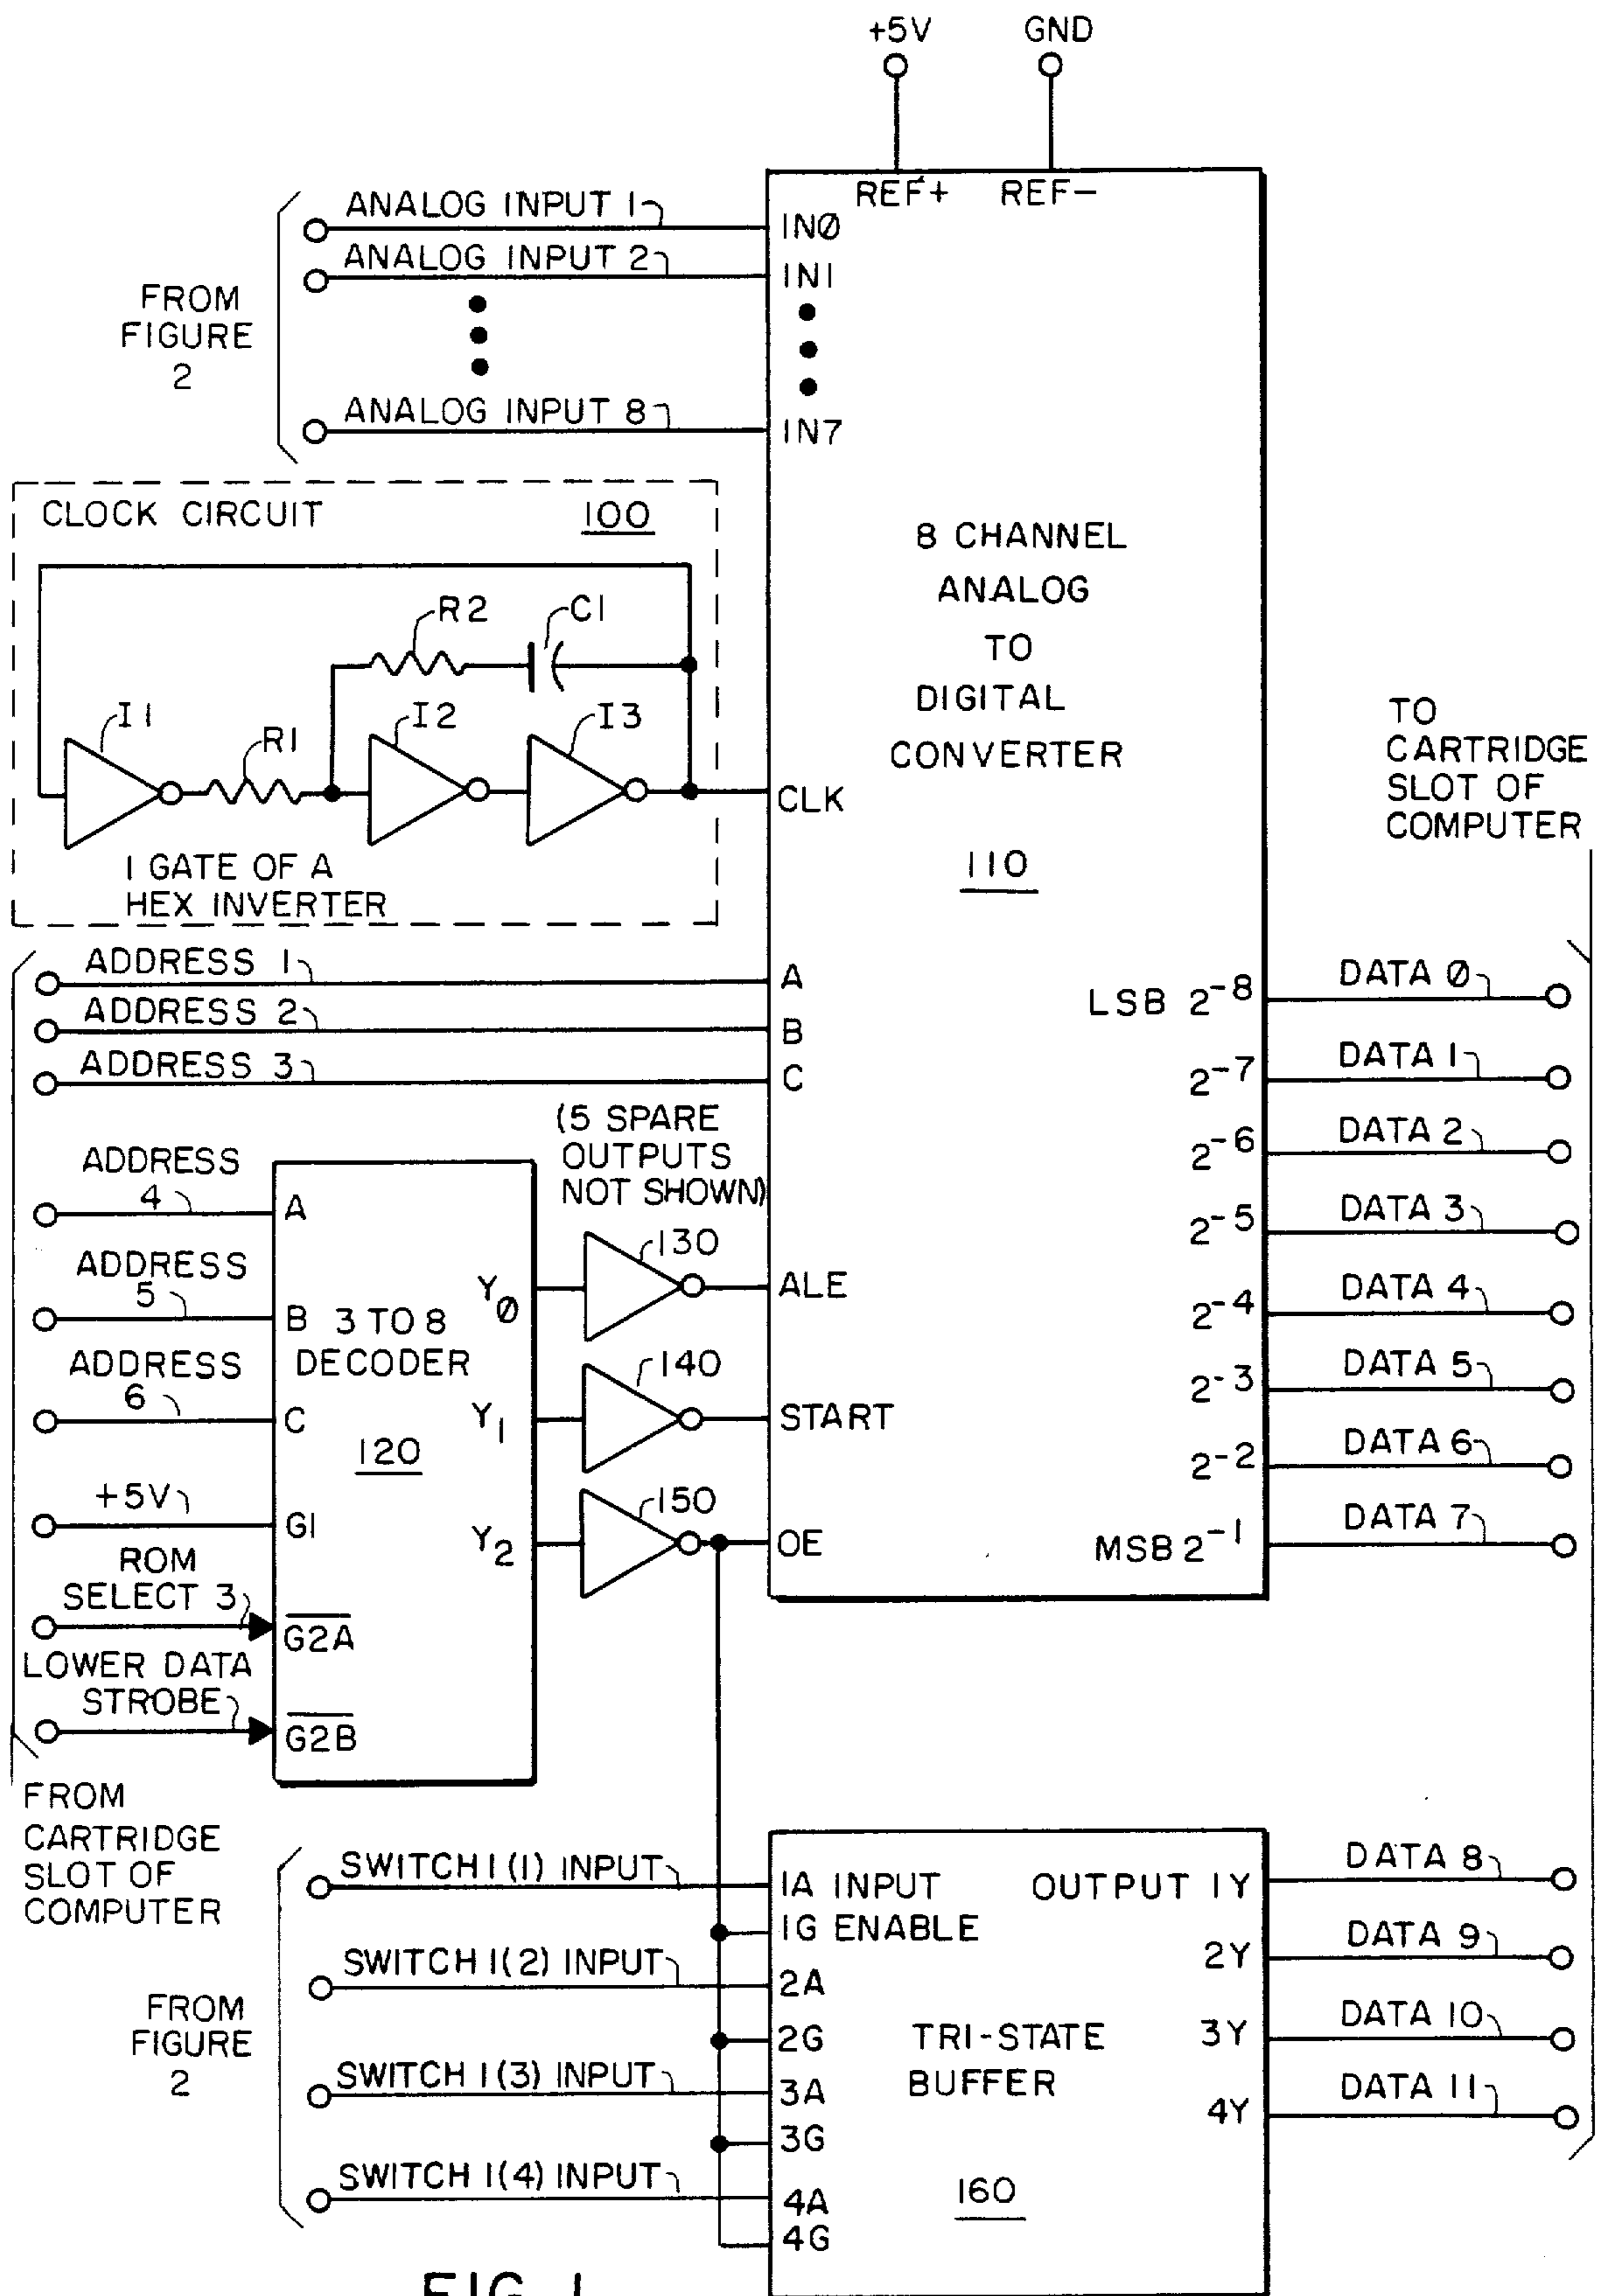 +5V GND
REF+ REF−
ANALOG INPUT 1
IN0
ANALOG INPUT 2
IN1
FROM
FIGURE
2
ANALOG INPUT 8
IN7
CLOCK CIRCUIT 100
R2 C1
I1 R1 I2 I3
CLK
1 GATE OF A
HEX INVERTER
8 CHANNEL
ANALOG
TO
DIGITAL
CONVERTER
110
TO
CARTRIDGE
SLOT OF
COMPUTER
ADDRESS 1
A
ADDRESS 2
B
ADDRESS 3
C
LSB 2⁻⁸ DATA 0
2⁻⁷ DATA 1
2⁻⁶ DATA 2
2⁻⁵ DATA 3
2⁻⁴ DATA 4
2⁻³ DATA 5
2⁻² DATA 6
MSB 2⁻¹ DATA 7
(5 SPARE
OUTPUTS
NOT SHOWN)
ADDRESS
4
A
ADDRESS
5
B
ADDRESS
6
C
3 TO 8
DECODER
120
+5V
G1
ROM
SELECT 3
G2A
LOWER DATA
STROBE
G2B
Y0 130 ALE
Y1 140 START
Y2 150 OE
FROM
CARTRIDGE
SLOT OF
COMPUTER
SWITCH 1(1) INPUT
1A INPUT
1G ENABLE
SWITCH 1(2) INPUT
2A
2G
SWITCH 1(3) INPUT
3A
3G
SWITCH 1(4) INPUT
4A
4G
FROM
FIGURE
2
TRI-STATE
BUFFER
160
OUTPUT 1Y DATA 8
2Y DATA 9
3Y DATA 10
4Y DATA 11
FIG. 1